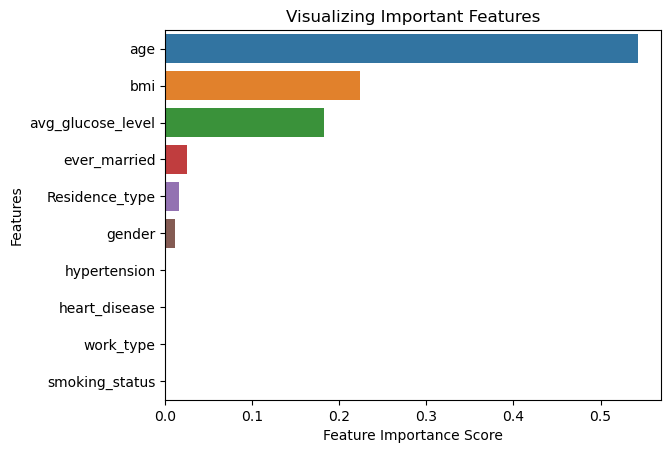 Visualizing Important Features
age
bmi
avg_glucose_level
ever_married
Residence_type
gender
hypertension
heart_disease
work_type
smoking_status
Features
0.0 0.1 0.2 0.3 0.4 0.5
Feature Importance Score